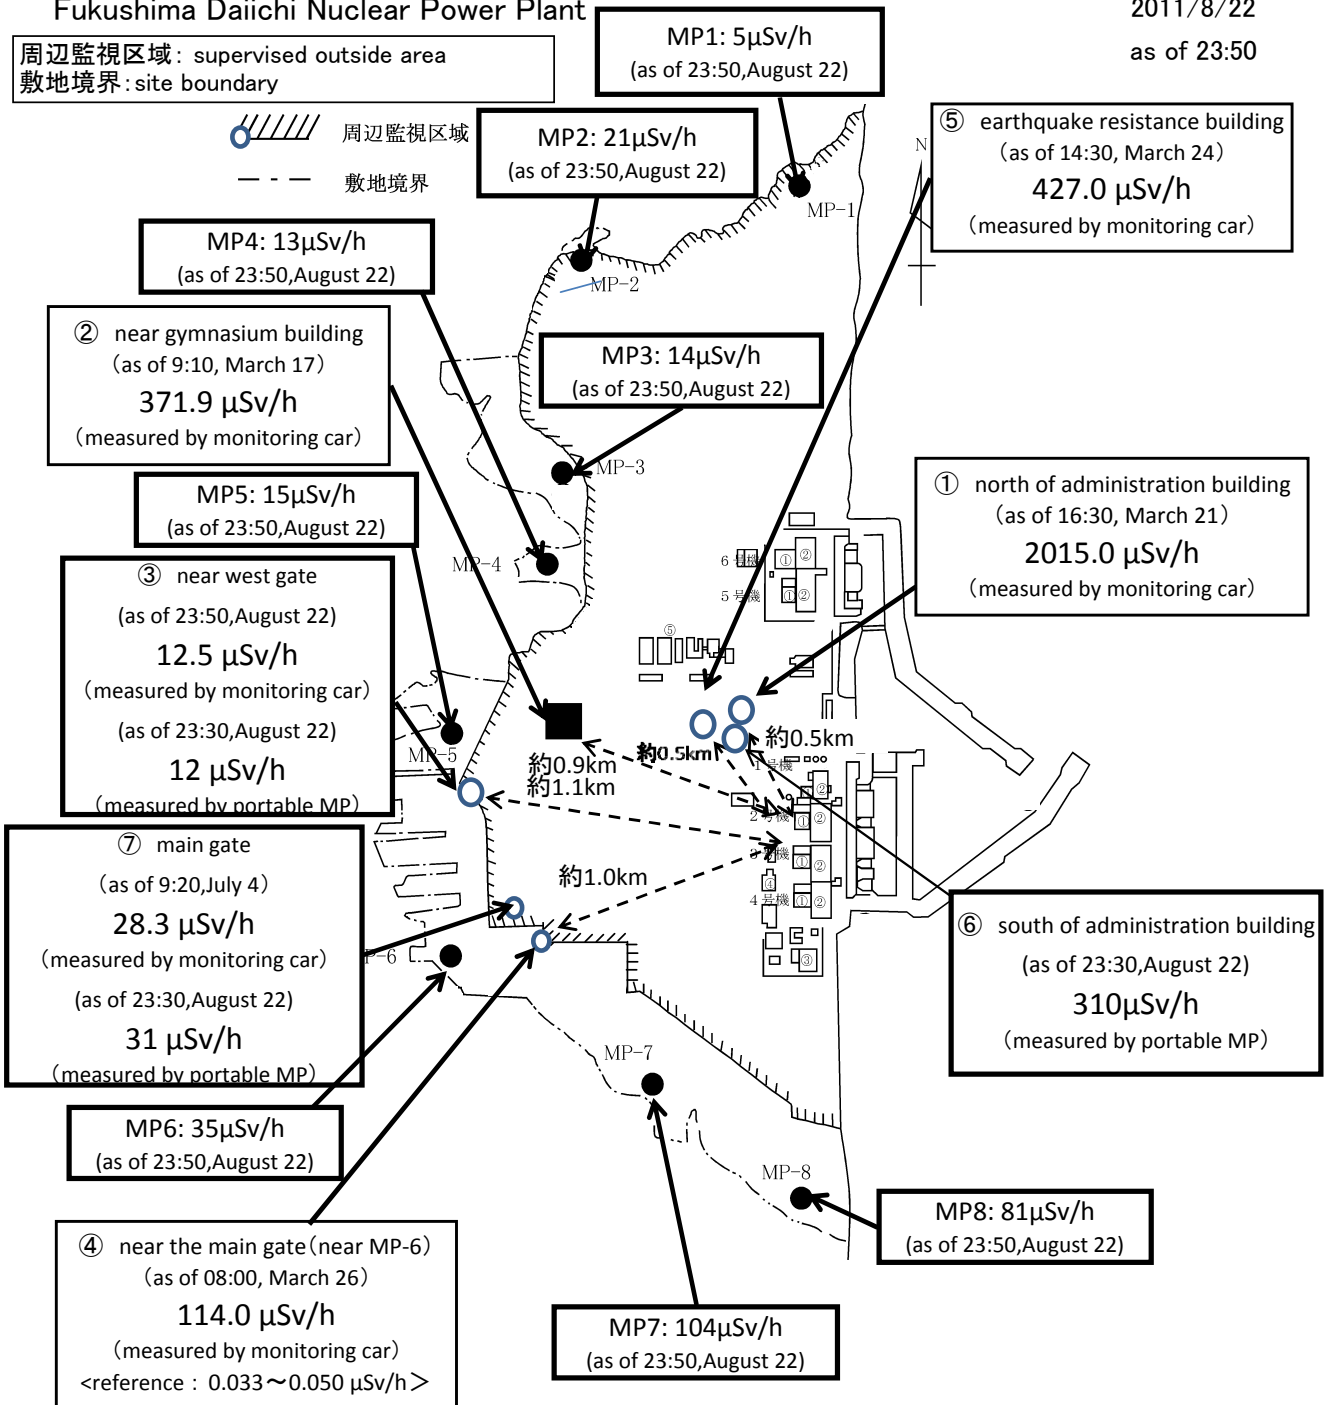 Fukushima Daiichi Nuclear Power Plant
2011/8/22
as of 23:50
周辺監視区域: supervised outside area
敷地境界:site boundary
周辺監視区域
敷地境界
MP1: 5μSv/h
(as of 23:50,August 22)
MP2: 21μSv/h
(as of 23:50,August 22)
⑤ earthquake resistance building
(as of 14:30, March 24)
427.0 μSv/h
(measured by monitoring car)
N
MP-1
MP4: 13μSv/h
(as of 23:50,August 22)
MP-2
② near gymnasium building
(as of 9:10, March 17)
371.9 μSv/h
(measured by monitoring car)
MP3: 14μSv/h
(as of 23:50,August 22)
MP-3
MP5: 15μSv/h
(as of 23:50,August 22)
① north of administration building
(as of 16:30, March 21)
2015.0 μSv/h
(measured by monitoring car)
MP-4
6号機
① ②
5号機
① ②
⑤
③ near west gate
(as of 23:50,August 22)
12.5 μSv/h
(measured by monitoring car)
(as of 23:30,August 22)
12 μSv/h
(measured by portable MP)
MP-5
約0.9km
約1.1km
約0.5km
約0.5km
1号機
②
2号機
① ②
3号機
① ②
④
4号機
① ②
③
約1.0km
⑦ main gate
(as of 9:20,July 4)
28.3 μSv/h
(measured by monitoring car)
(as of 23:30,August 22)
31 μSv/h
(measured by portable MP)
P-6
⑥ south of administration building
(as of 23:30,August 22)
310μSv/h
(measured by portable MP)
MP-7
MP6: 35μSv/h
(as of 23:50,August 22)
MP-8
MP8: 81μSv/h
(as of 23:50,August 22)
④ near the main gate(near MP-6)
(as of 08:00, March 26)
114.0 μSv/h
(measured by monitoring car)
<reference : 0.033～0.050 μSv/h>
MP7: 104μSv/h
(as of 23:50,August 22)